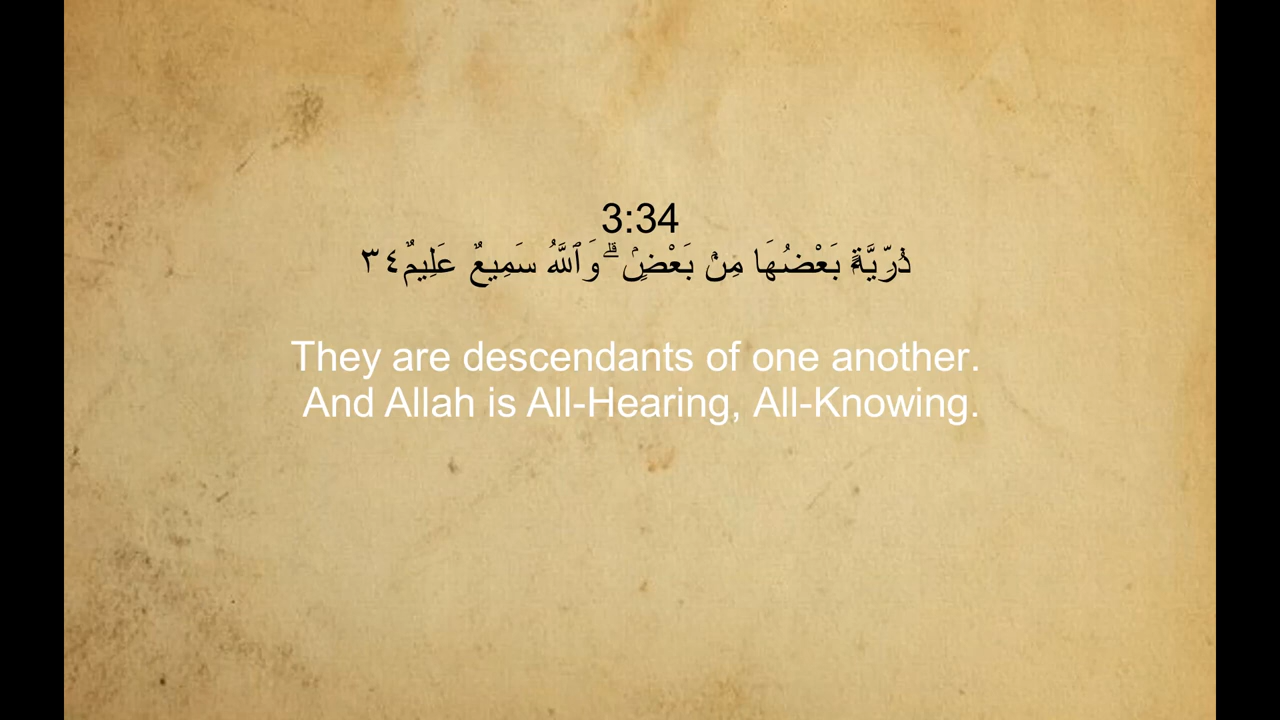 3:34
ذُرِّيَّةًۢ بَعْضُهَا مِنۢ بَعْضٍۢ ۗ وَٱللَّهُ سَمِيعٌ عَلِيمٌ ٣٤
They are descendants of one another.
And Allah is All-Hearing, All-Knowing.